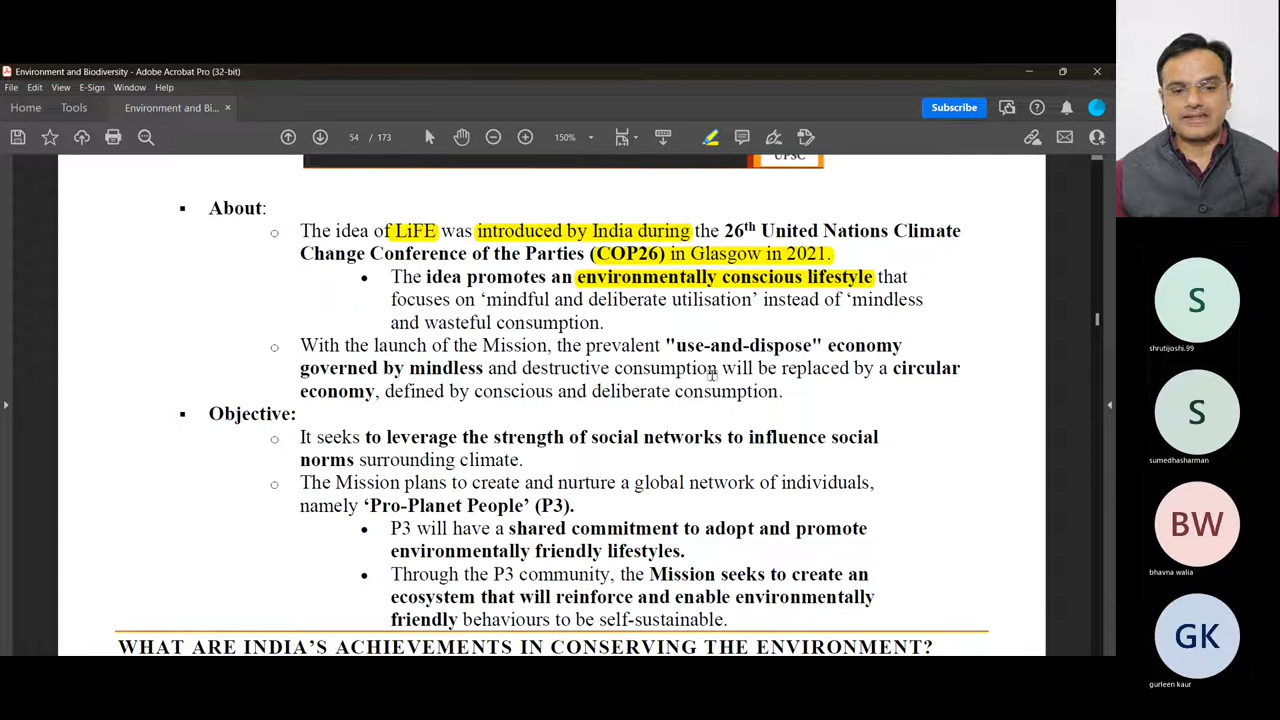 Environment and Biodiversity - Adobe Acrobat Pro (32-bit)
File Edit View E-Sign Window Help
Home Tools Environment and Bi... × Subscribe
54 / 173 150%
UPSC
▪ About:
○ The idea of LiFE was introduced by India during the 26th United Nations Climate
Change Conference of the Parties (COP26) in Glasgow in 2021.
• The idea promotes an environmentally conscious lifestyle that
focuses on ‘mindful and deliberate utilisation’ instead of ‘mindless
and wasteful consumption.
○ With the launch of the Mission, the prevalent "use-and-dispose" economy
governed by mindless and destructive consumption will be replaced by a circular
economy, defined by conscious and deliberate consumption.
▪ Objective:
○ It seeks to leverage the strength of social networks to influence social
norms surrounding climate.
○ The Mission plans to create and nurture a global network of individuals,
namely ‘Pro-Planet People’ (P3).
• P3 will have a shared commitment to adopt and promote
environmentally friendly lifestyles.
• Through the P3 community, the Mission seeks to create an
ecosystem that will reinforce and enable environmentally
friendly behaviours to be self-sustainable.
WHAT ARE INDIA’S ACHIEVEMENTS IN CONSERVING THE ENVIRONMENT?
S
shrutijoshi.99
S
sumedhasharman
BW
bhavna walia
GK
gurleen kaur